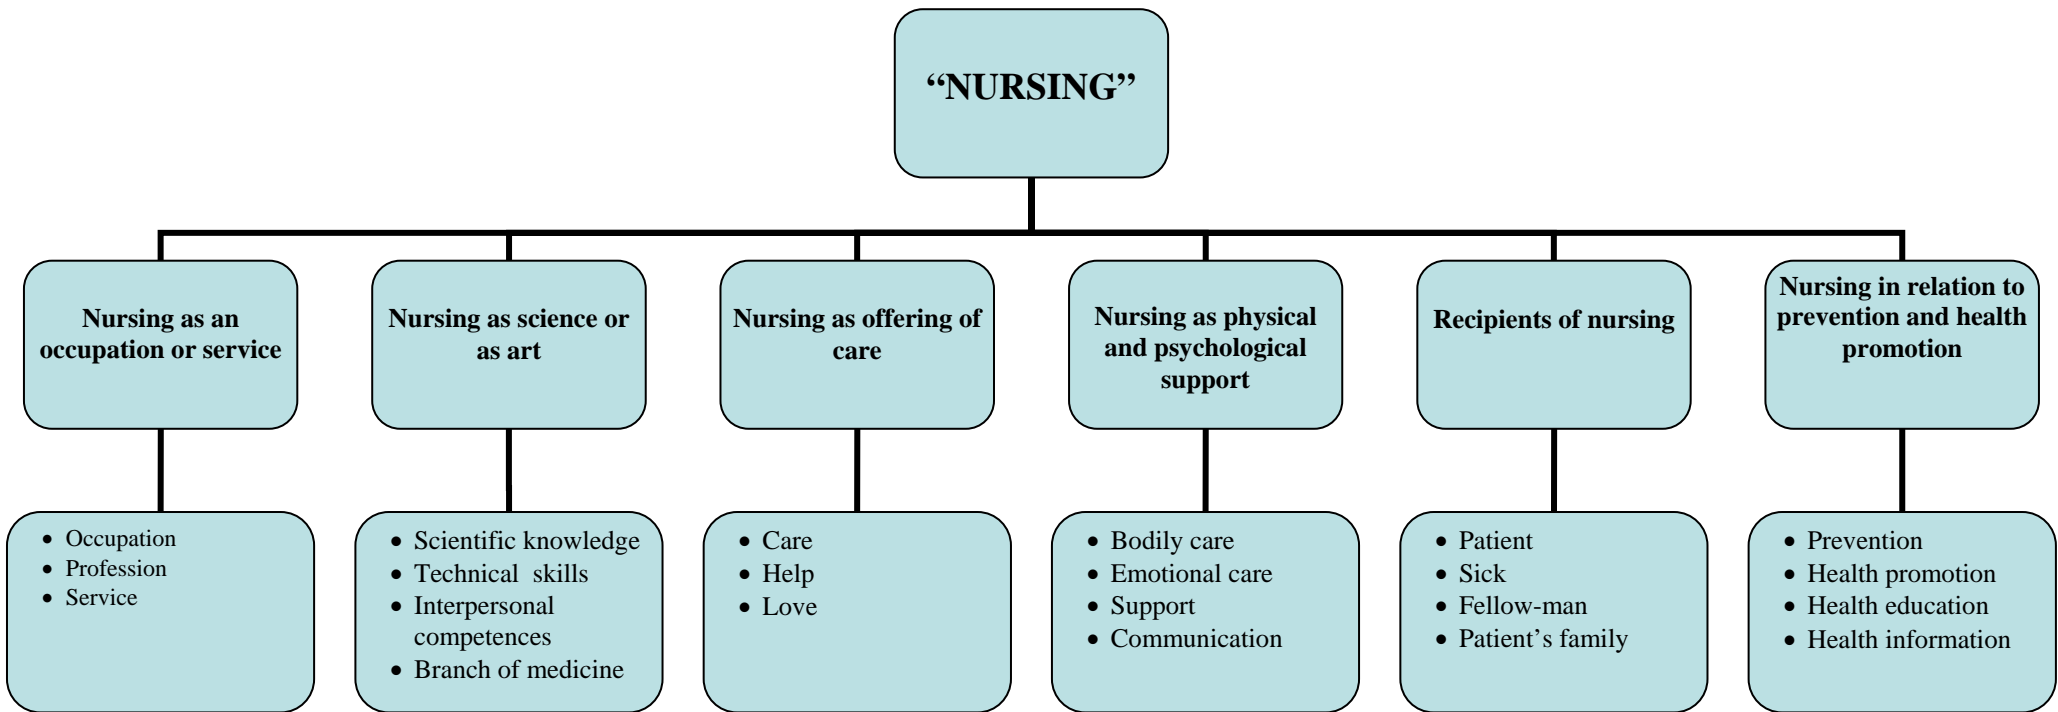 “NURSING”
Nursing as an
occupation or service
Nursing as science or
as art
Nursing as offering of
care
Nursing as physical
and psychological
support
Recipients of nursing
Nursing in relation to
prevention and health
promotion
• Occupation
• Profession
• Service
• Scientific knowledge
• Technical  skills
• Interpersonal
competences
• Branch of medicine
• Care
• Help
• Love
• Bodily care
• Emotional care
• Support
• Communication
• Patient
• Sick
• Fellow-man
• Patient’s family
• Prevention
• Health promotion
• Health education
• Health information